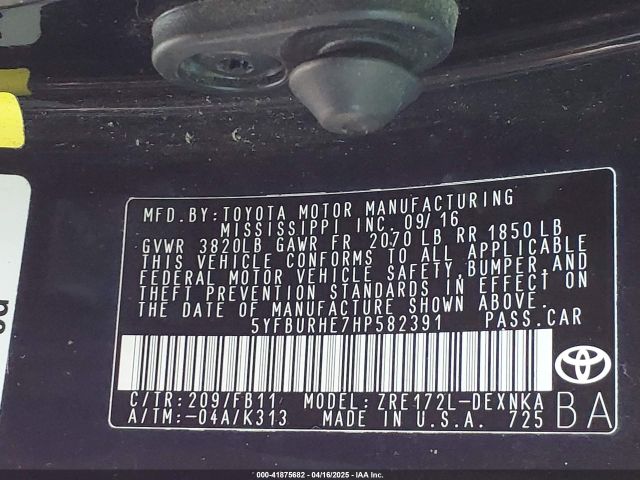 MFD.BY:TOYOTA MOTOR MANUFACTURING
MISSISSIPPI INC.09/16
GVWR 3820LB GAWR FR 2070LB RR 1850LB
THIS VEHICLE CONFORMS TO ALL APPLICABLE
FEDERAL MOTOR VEHICLE SAFETY,BUMPER,AND
THEFT PREVENTION STANDARDS IN EFFECT ON
THE DATE OF MANUFACTURE SHOWN ABOVE.
5YFBURHE7HP582391 PASS.CAR
C/TR:209/FB11 MODEL:ZRE172L-DEXNKA
A/TM:-04A/K313 MADE IN U.S.A. 725
BA
000-41875682 - 04/16/2025 - IAA Inc.